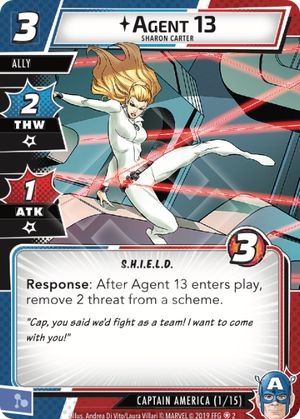 3
AGENT 13
SHARON CARTER
ALLY
2
THW
1
ATK
3
S.H.I.E.L.D.
Response: After Agent 13 enters play,
remove 2 threat from a scheme.
"Cap, you said we'd fight as a team! I want to come
with you!"
A
CAPTAIN AMERICA (1/15)
Illus. Andrea Di Vito/Laura Villari © MARVEL © 2019 FFG 2